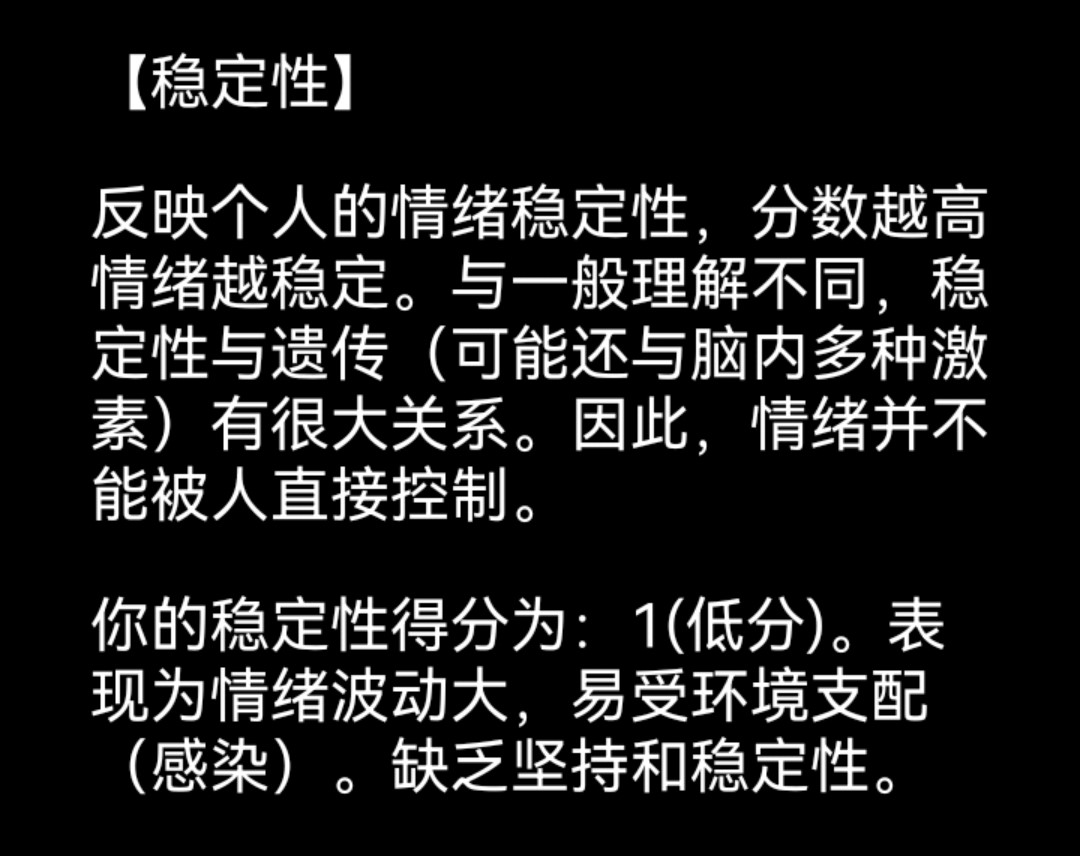 【稳定性】
反映个人的情绪稳定性，分数越高
情绪越稳定。与一般理解不同，稳
定性与遗传（可能还与脑内多种激
素）有很大关系。因此，情绪并不
能被人直接控制。
你的稳定性得分为：1(低分)。表
现为情绪波动大，易受环境支配
（感染）。缺乏坚持和稳定性。